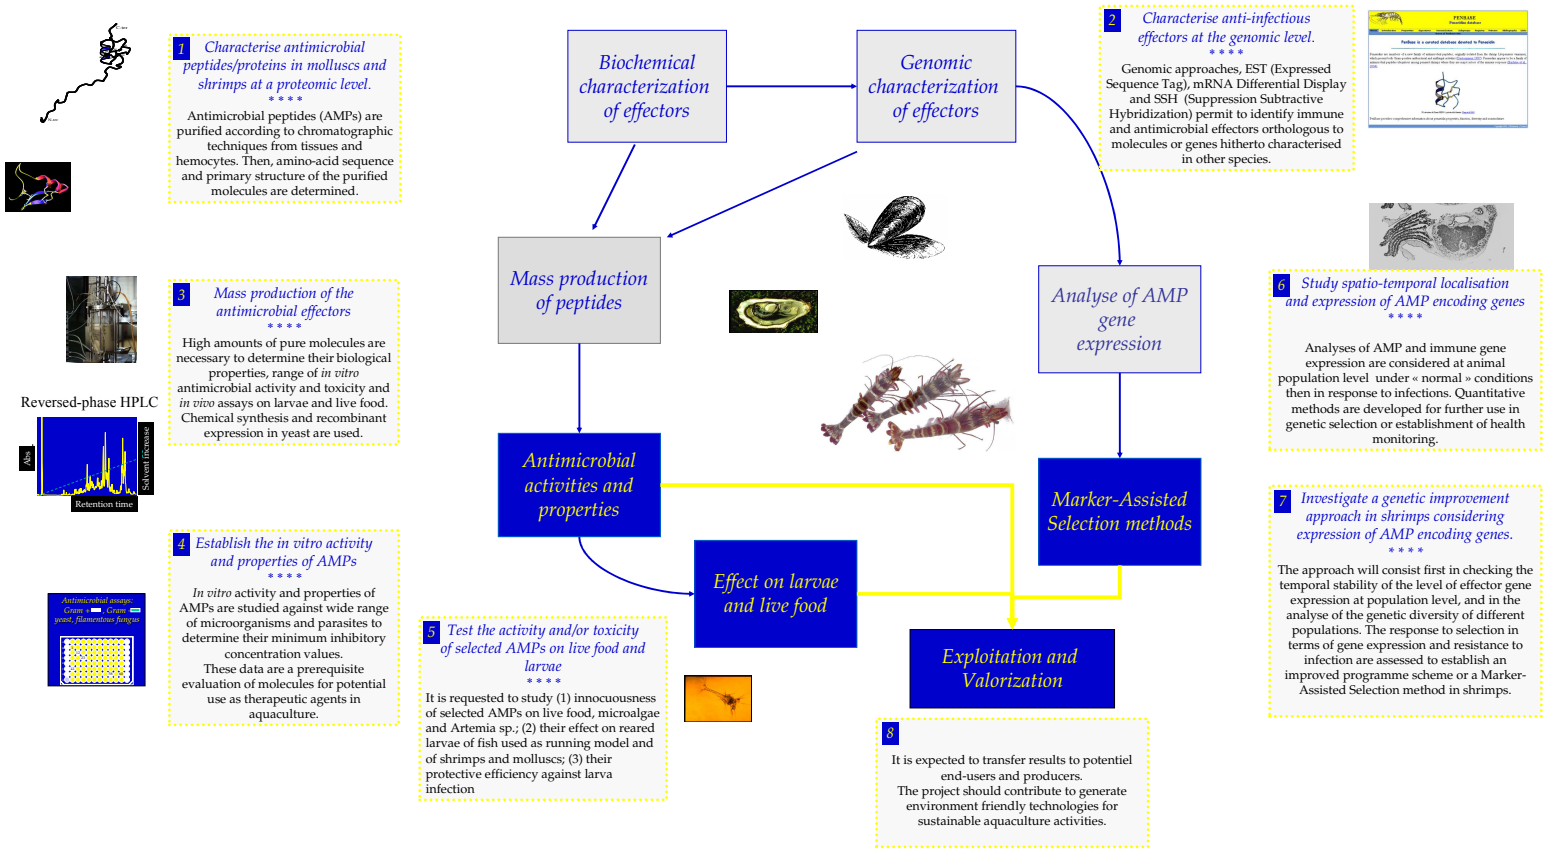 1
Characterise antimicrobial
peptides/proteins in molluscs and
shrimps at a proteomic level.
* * * *
Antimicrobial peptides (AMPs) are
purified according to chromatographic
techniques from tissues and
hemocytes. Then, amino-acid sequence
and primary structure of the purified
molecules are determined.
Biochemical
characterization
of effectors
Genomic
characterization
of effectors
2
Characterise anti-infectious
effectors at the genomic level.
* * * *
Genomic approaches, EST (Expressed
Sequence Tag), mRNA Differential Display
and SSH (Suppression Subtractive
Hybridization) permit to identify immune
and antimicrobial effectors orthologous to
molecules or genes hitherto characterised
in other species.
PENBASE
PenBase is a curated database devoted to Penaeidin
Mass production
of peptides
Analyse of AMP
gene
expression
3
Mass production of the
antimicrobial effectors
* * * *
High amounts of pure molecules are
necessary to determine their biological
properties, range of in vitro
antimicrobial activity and toxicity and
in vivo assays on larvae and live food.
Chemical synthesis and recombinant
expression in yeast are used.
6
Study spatio-temporal localisation
and expression of AMP encoding genes
* * * *
Analyses of AMP and immune gene
expression are considered at animal
population level under « normal » conditions
then in response to infections. Quantitative
methods are developed for further use in
genetic selection or establishment of health
monitoring.
Reversed-phase HPLC
Abs
Solvent increase
Retention time
Antimicrobial
activities and
properties
Marker-Assisted
Selection methods
7
Investigate a genetic improvement
approach in shrimps considering
expression of AMP encoding genes.
* * * *
The approach will consist first in checking the
temporal stability of the level of effector gene
expression at population level, and in the
analyse of the genetic diversity of different
populations. The response to selection in
terms of gene expression and resistance to
infection are assessed to establish an
improved programme scheme or a Marker-
Assisted Selection method in shrimps.
4
Establish the in vitro activity
and properties of AMPs
* * * *
In vitro activity and properties of
AMPs are studied against wide range
of microorganisms and parasites to
determine their minimum inhibitory
concentration values.
These data are a prerequisite
evaluation of molecules for potential
use as therapeutic agents in
aquaculture.
Antimicrobial assays:
Gram +, Gram -
yeast, filamentous fungus
Effect on larvae
and live food
5
Test the activity and/or toxicity
of selected AMPs on live food and
larvae
* * * *
It is requested to study (1) innocuousness
of selected AMPs on live food, microalgae
and Artemia sp.; (2) their effect on reared
larvae of fish used as running model and
of shrimps and molluscs; (3) their
protective efficiency against larva
infection
Exploitation and
Valorization
8
It is expected to transfer results to potentiel
end-users and producers.
The project should contribute to generate
environment friendly technologies for
sustainable aquaculture activities.